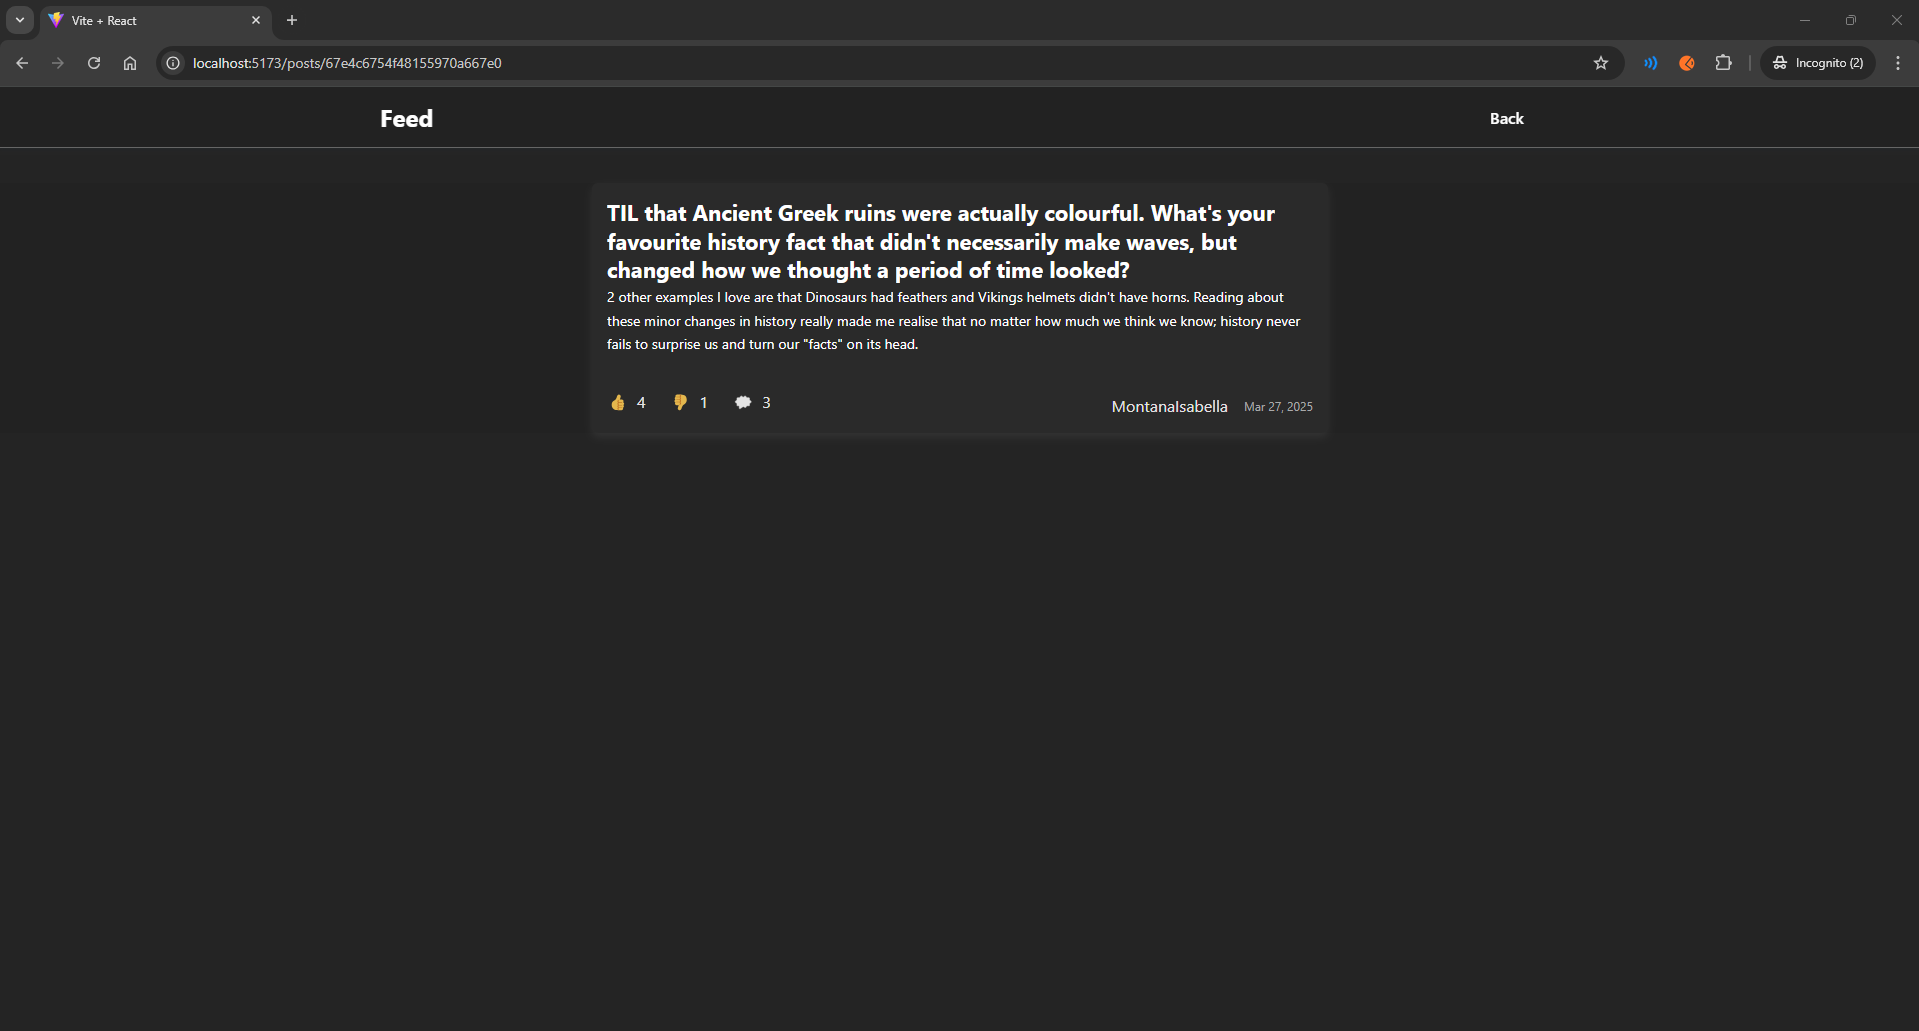 Vite + React
localhost:5173/posts/67e4c6754f48155970a667e0
Incognito (2)
Feed
Back
TIL that Ancient Greek ruins were actually colourful. What's your
favourite history fact that didn't necessarily make waves, but
changed how we thought a period of time looked?
2 other examples I love are that Dinosaurs had feathers and Vikings helmets didn't have horns. Reading about
these minor changes in history really made me realise that no matter how much we think we know; history never
fails to surprise us and turn our "facts" on its head.
4 1 3 MontanaIsabella Mar 27, 2025